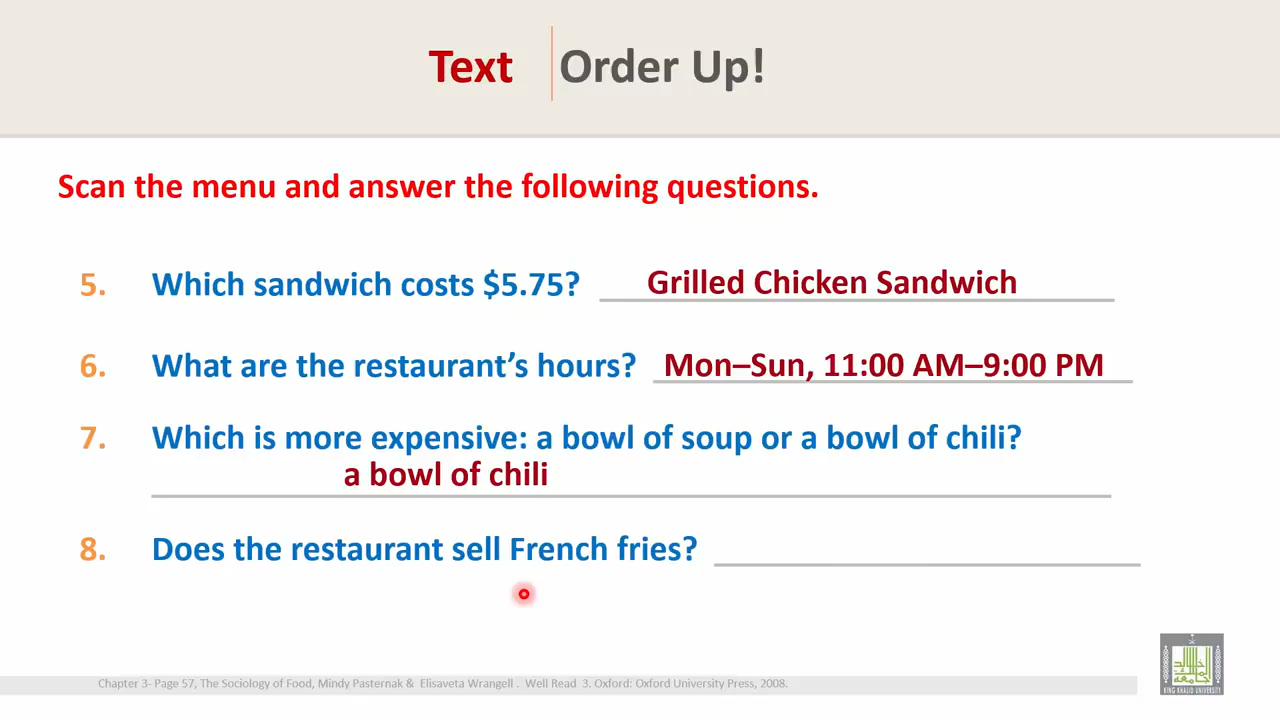 Text Order Up!
Scan the menu and answer the following questions.
5. Which sandwich costs $5.75? Grilled Chicken Sandwich
6. What are the restaurant’s hours? Mon–Sun, 11:00 AM–9:00 PM
7. Which is more expensive: a bowl of soup or a bowl of chili?
a bowl of chili
8. Does the restaurant sell French fries?
Chapter 3- Page 57, The Sociology of Food, Mindy Pasternak & Elisaveta Wrangell . Well Read 3. Oxford: Oxford University Press, 2008.
KING KHALID UNIVERSITY